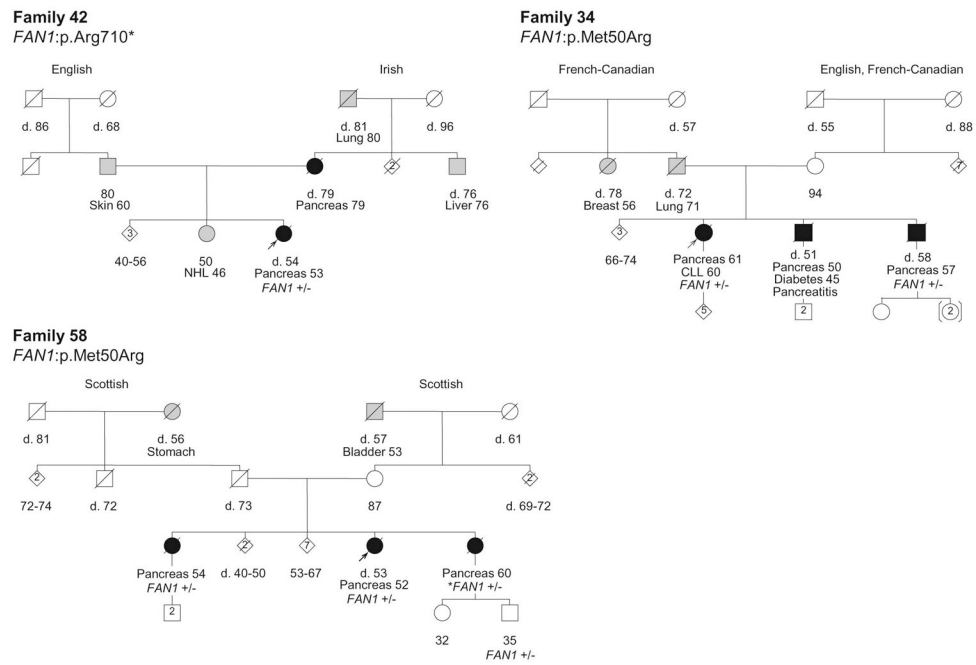 Family 42
FAN1:p.Arg710*
English
Irish
d. 86
d. 68
d. 81
Lung 80
d. 96
2
80
Skin 60
d. 79
Pancreas 79
d. 76
Liver 76
3
40-56
50
NHL 46
d. 54
Pancreas 53
FAN1 +/-
Family 34
FAN1:p.Met50Arg
French-Canadian
English, French-Canadian
d. 57
d. 55
d. 88
7
d. 78
Breast 56
d. 72
Lung 71
94
3
66-74
Pancreas 61
CLL 60
FAN1 +/-
5
d. 51
Pancreas 50
Diabetes 45
Pancreatitis
2
d. 58
Pancreas 57
FAN1 +/-
2
Family 58
FAN1:p.Met50Arg
Scottish
Scottish
d. 81
d. 56
Stomach
d. 57
Bladder 53
d. 61
2
72-74
d. 72
d. 73
87
2
d. 69-72
Pancreas 54
FAN1 +/-
2
2
d. 40-50
7
53-67
d. 53
Pancreas 52
FAN1 +/-
Pancreas 60
*FAN1 +/-
32
35
FAN1 +/-